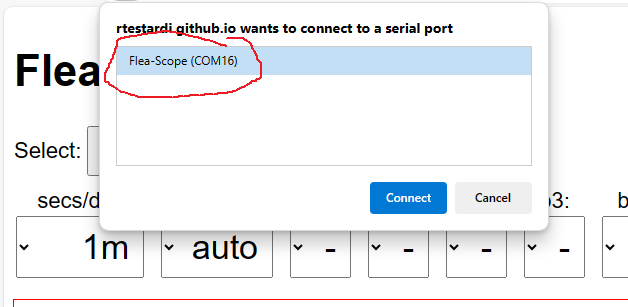 rtestardi.github.io wants to connect to a serial port
Flea-Scope (COM16)
Connect
Cancel
Flea
Select:
secs/d
1m
auto
-
-
-
-